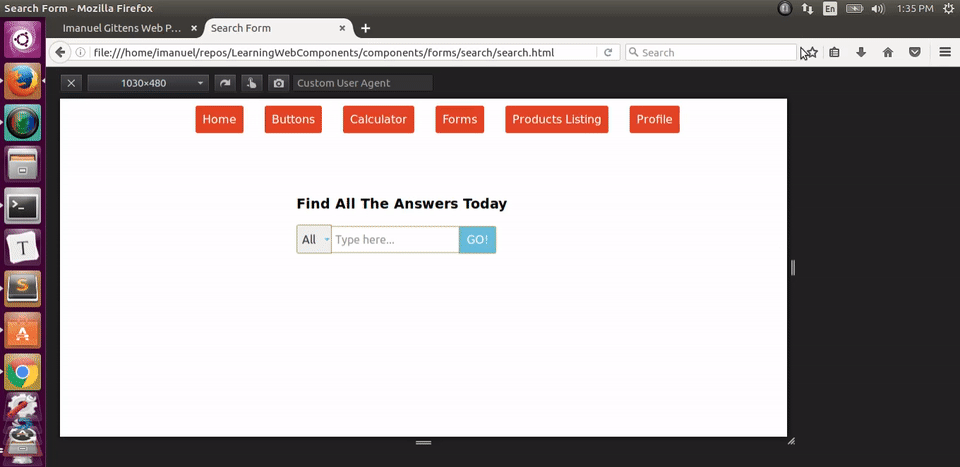 Search Form - Mozilla Firefox
En
1:35 PM
Imanuel Gittens Web P...
Search Form
file:///home/imanuel/repos/LearningWebComponents/components/forms/search/search.html
Search
1030×480
Custom User Agent
Home
Buttons
Calculator
Forms
Products Listing
Profile
Find All The Answers Today
All
Type here...
GO!